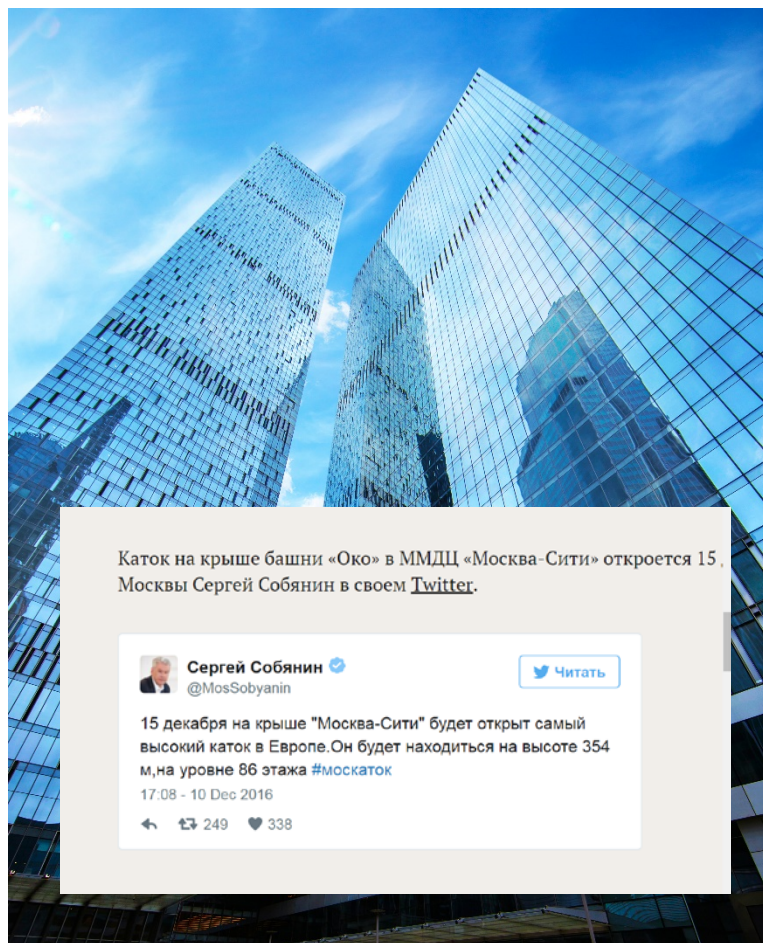 Каток на крыше башни «Око» в ММДЦ «Москва-Сити» откроется 15
Москвы Сергей Собянин в своем Twitter.
Сергей Собянин
@MosSobyanin
Читать
15 декабря на крыше "Москва-Сити" будет открыт самый
высокий каток в Европе.Он будет находиться на высоте 354
м,на уровне 86 этажа #москаток
17:08 - 10 Dec 2016
249 338